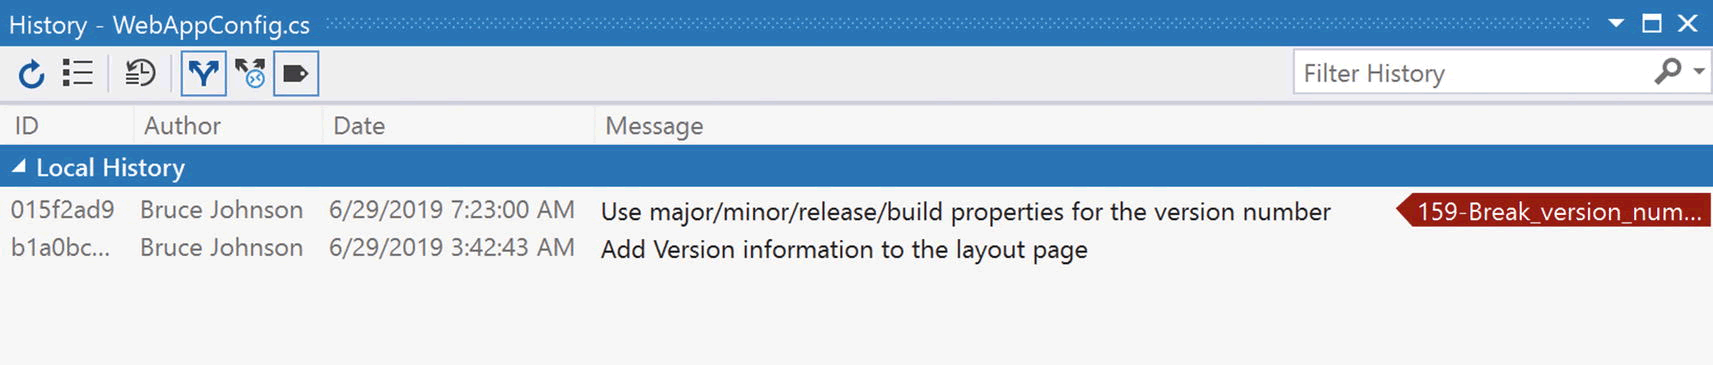 History - WebAppConfig.cs
Filter History
ID Author Date Message
Local History
015f2ad9 Bruce Johnson 6/29/2019 7:23:00 AM Use major/minor/release/build properties for the version number 159-Break_version_num...
b1a0bc... Bruce Johnson 6/29/2019 3:42:43 AM Add Version information to the layout page